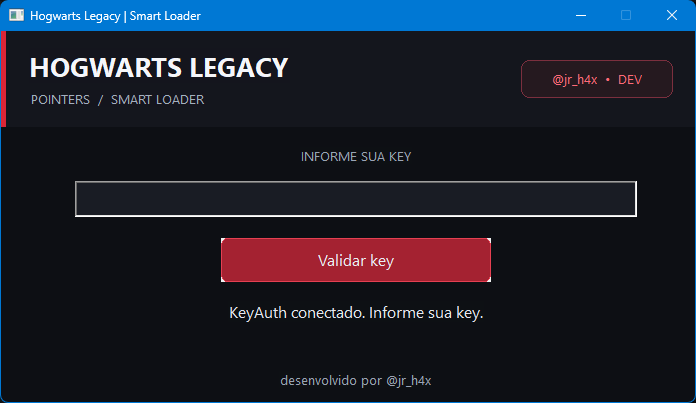 Hogwarts Legacy | Smart Loader
HOGWARTS LEGACY
POINTERS / SMART LOADER
@jr_h4x • DEV
INFORME SUA KEY
Validar key
KeyAuth conectado. Informe sua key.
desenvolvido por @jr_h4x